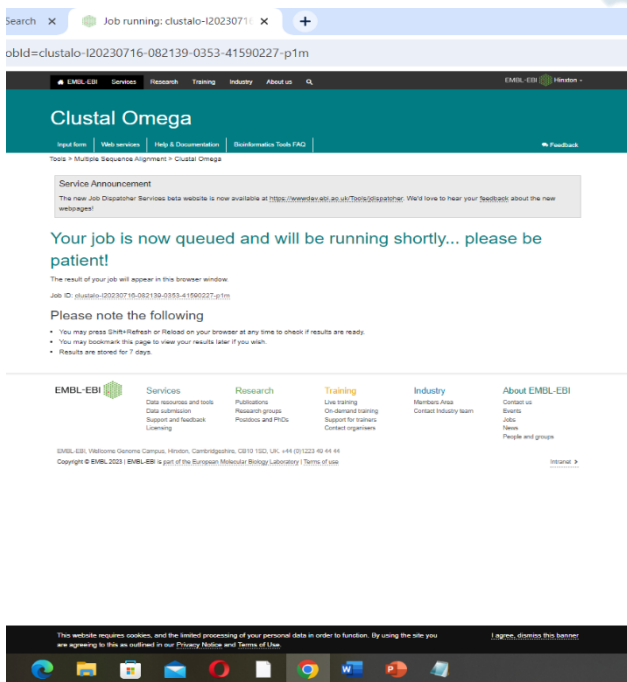 Search × Job running: clustalo-I2023071 × +
obId=clustalo-I20230716-082139-0353-41590227-p1m
EMBL-EBI Services Research Training Industry About us EMBL-EBI Hinxton
Clustal Omega
Input form Web services Help & Documentation Bioinformatics Tools FAQ Feedback
Tools > Multiple Sequence Alignment > Clustal Omega
Service Announcement
The new Job Dispatcher Services beta website is now available at https://wwwdev.ebi.ac.uk/Tools/jdispatcher. We'd love to hear your feedback about the new
webpages!
Your job is now queued and will be running shortly... please be
patient!
The result of your job will appear in this browser window.
Job ID: clustalo-I20230716-082139-0353-41590227-p1m
Please note the following
• You may press Shift+Refresh or Reload on your browser at any time to check if results are ready.
• You may bookmark this page to view your results later if you wish.
• Results are stored for 7 days.
EMBL-EBI Services Research Training Industry About EMBL-EBI
Data resources and tools Publications Live training Members Area Contact us
Data submission Research groups On-demand training Contact Industry team Events
Support and feedback Postdocs and PhDs Support for trainers Jobs
Licensing Contact organisers News
People and groups
EMBL-EBI, Wellcome Genome Campus, Hinxton, Cambridgeshire, CB10 1SD, UK. +44 (0)1223 49 44 44
Copyright © EMBL 2023 | EMBL-EBI is part of the European Molecular Biology Laboratory | Terms of use Intranet >
This website requires cookies, and the limited processing of your personal data in order to function. By using the site you I agree, dismiss this banner
are agreeing to this as outlined in our Privacy Notice and Terms of Use.